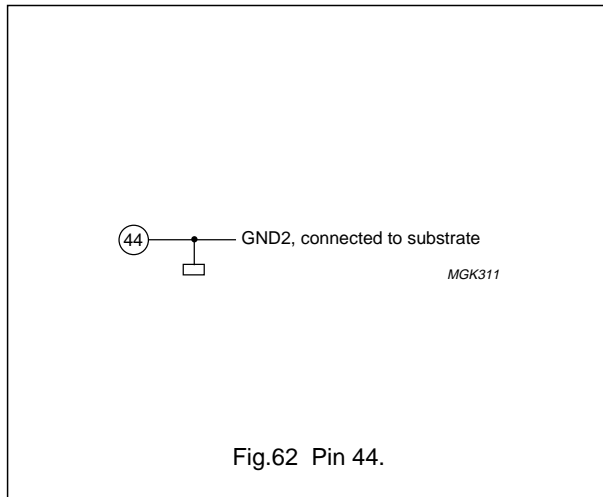 44
GND2, connected to substrate
MGK311
Fig.62 Pin 44.